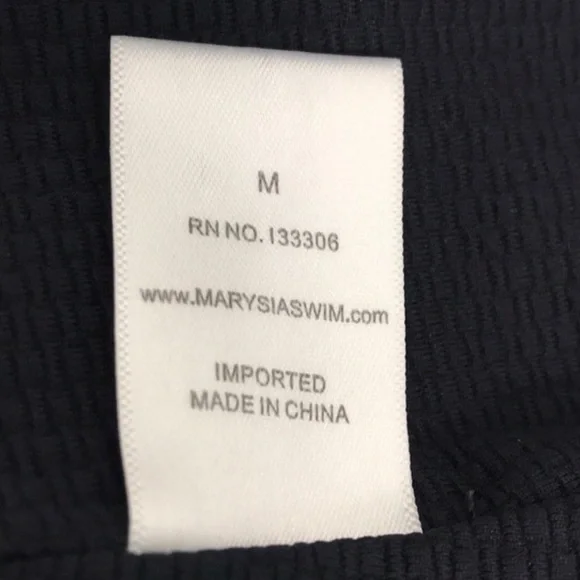 M
RN NO. 133306
www.MARYSIASWIM.com
IMPORTED
MADE IN CHINA